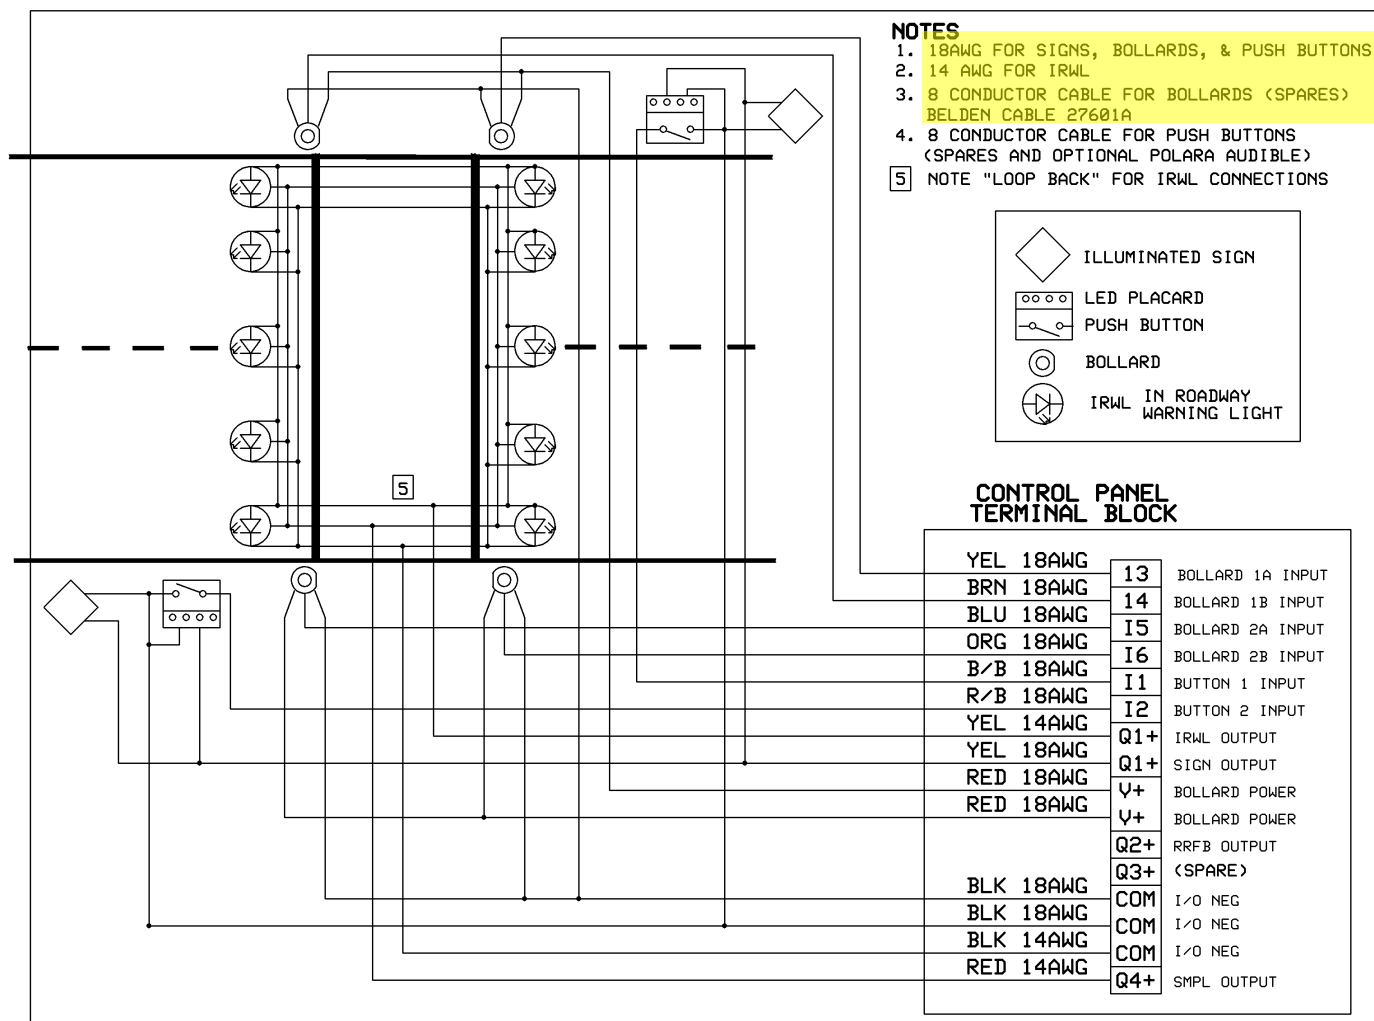 NOTES
1. 18AWG FOR SIGNS, BOLLARDS, & PUSH BUTTONS
2. 14 AWG FOR IRWL
3. 8 CONDUCTOR CABLE FOR BOLLARDS (SPARES)
BELDEN CABLE 27601A
4. 8 CONDUCTOR CABLE FOR PUSH BUTTONS
(SPARES AND OPTIONAL POLARA AUDIBLE)
5 NOTE "LOOP BACK" FOR IRWL CONNECTIONS
ILLUMINATED SIGN
LED PLACARD
PUSH BUTTON
BOLLARD
IRWL IN ROADWAY
WARNING LIGHT
5
CONTROL PANEL
TERMINAL BLOCK
YEL 18AWG 13 BOLLARD 1A INPUT
BRN 18AWG 14 BOLLARD 1B INPUT
BLU 18AWG I5 BOLLARD 2A INPUT
ORG 18AWG I6 BOLLARD 2B INPUT
B/B 18AWG I1 BUTTON 1 INPUT
R/B 18AWG I2 BUTTON 2 INPUT
YEL 14AWG Q1+ IRWL OUTPUT
YEL 18AWG Q1+ SIGN OUTPUT
RED 18AWG V+ BOLLARD POWER
RED 18AWG V+ BOLLARD POWER
Q2+ RRFB OUTPUT
Q3+ (SPARE)
BLK 18AWG COM I/O NEG
BLK 18AWG COM I/O NEG
BLK 14AWG COM I/O NEG
RED 14AWG Q4+ SMPL OUTPUT